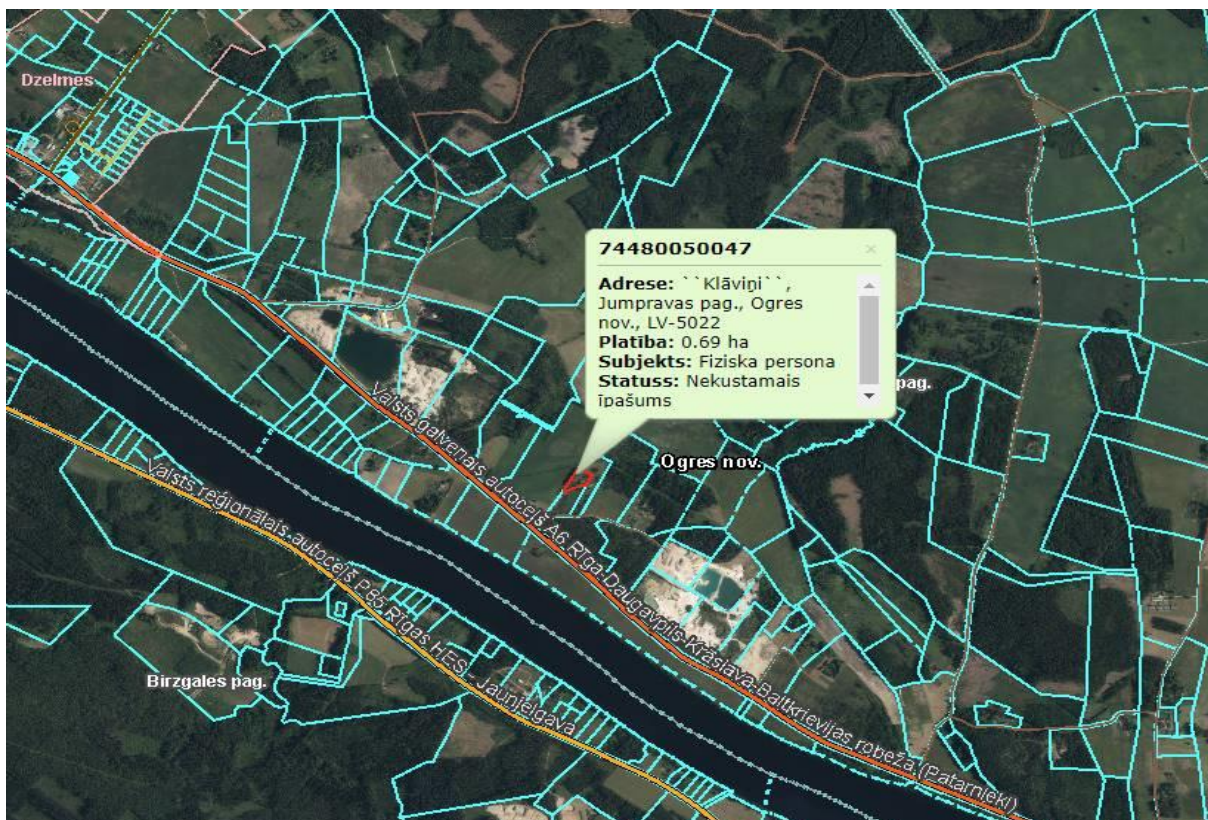 Dzelmes
74480050047
×
Adrese: ``Klāviņi``,
Jumpravas pag., Ogres
nov., LV-5022
Platība: 0.69 ha
Subjekts: Fiziska persona
Statuss: Nekustamais
īpašums
pag.
Ogres nov.
Valsts galvenais autoceļš A6 Rīga-Daugavpils-Krāslava-Baltkrievijas robeža (Patarnieki)
Valsts reģionālais autoceļš P85 Rīgas HES - Jaunjelgava
Birzgales pag.